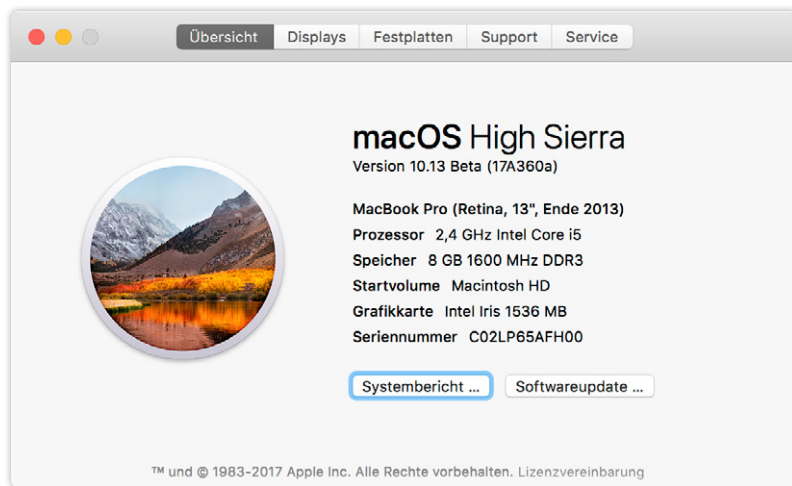 Übersicht Displays Festplatten Support Service
macOS High Sierra
Version 10.13 Beta (17A360a)
MacBook Pro (Retina, 13", Ende 2013)
Prozessor 2,4 GHz Intel Core i5
Speicher 8 GB 1600 MHz DDR3
Startvolume Macintosh HD
Grafikkarte Intel Iris 1536 MB
Seriennummer C02LP65AFH00
Systembericht ... Softwareupdate ...
™ und © 1983-2017 Apple Inc. Alle Rechte vorbehalten. Lizenzvereinbarung